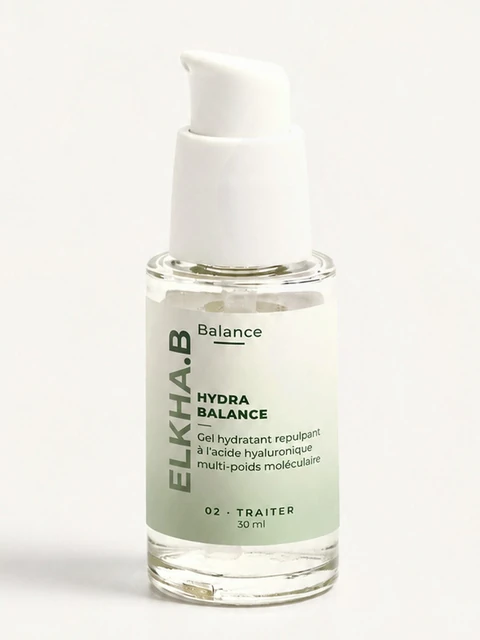 ELKHA.B
Balance
HYDRA
BALANCE
Gel hydratant repulpant
à l'acide hyaluronique
multi-poids moléculaire
02 · TRAITER
30 ml